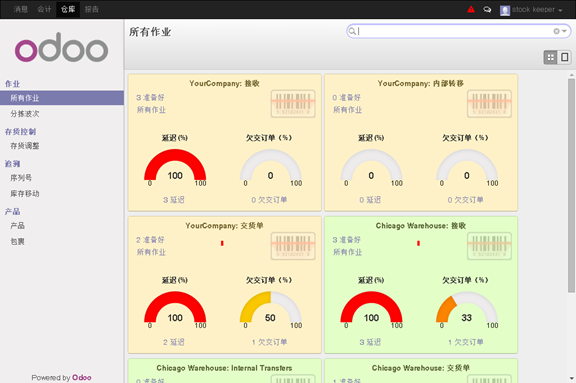 消息 会计 仓库 报告
stock keeper
odoo
所有作业
作业
所有作业
分拣波次
存货控制
存货调整
追溯
序列号
库存移动
产品
产品
包裹
Powered by Odoo
YourCompany: 接收
3 准备好
所有作业
延迟(%) 欠交订单(%)
100 0
0 100 0 100
3 延迟 0 欠交订单
YourCompany: 内部转移
0 准备好
所有作业
延迟(%) 欠交订单(%)
0 0
0 100 0 100
0 延迟 0 欠交订单
YourCompany: 交货单
2 准备好
所有作业
延迟(%) 欠交订单(%)
100 50
0 100 0 100
2 延迟 1 欠交订单
Chicago Warehouse: 接收
3 准备好
所有作业
延迟(%) 欠交订单(%)
100 33
0 100 0 100
3 延迟 1 欠交订单
Chicago Warehouse: Internal Transfers
0 准备好
Chicago Warehouse: 交货单
1 准备好